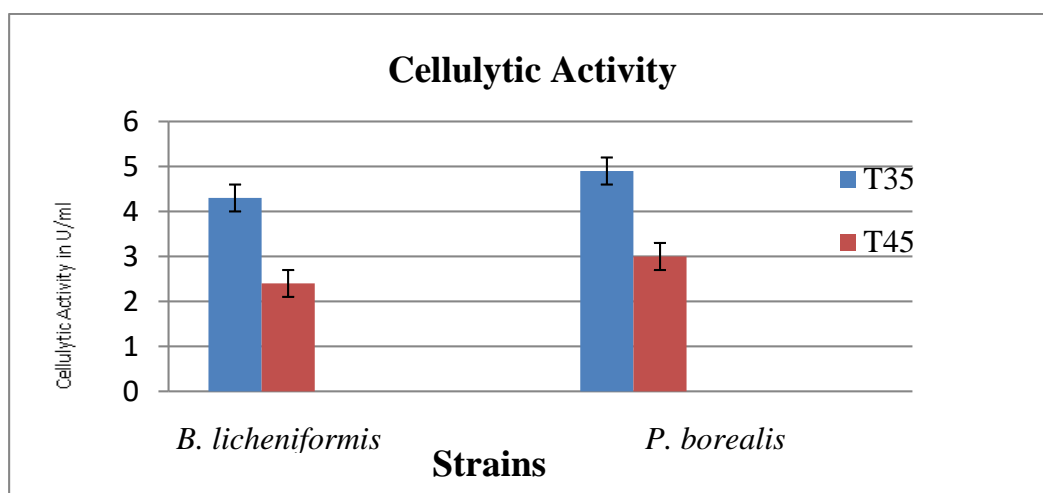 Cellulytic Activity
Cellulytic Activity in U/ml
6
5
4
3
2
1
0
T35
T45
B. licheniformis
P. borealis
Strains